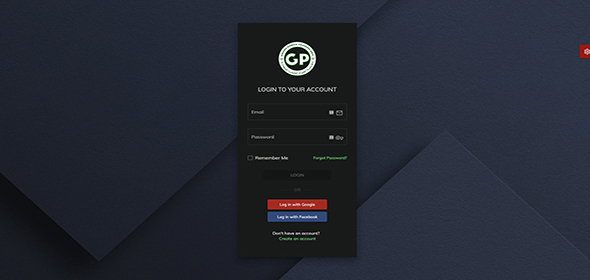 GP
LOGIN TO YOUR ACCOUNT
Email
Password
Remember Me
Forgot Password?
LOGIN
OR
Log in with Google
Log in with Facebook
Don't have an account?
Create an account